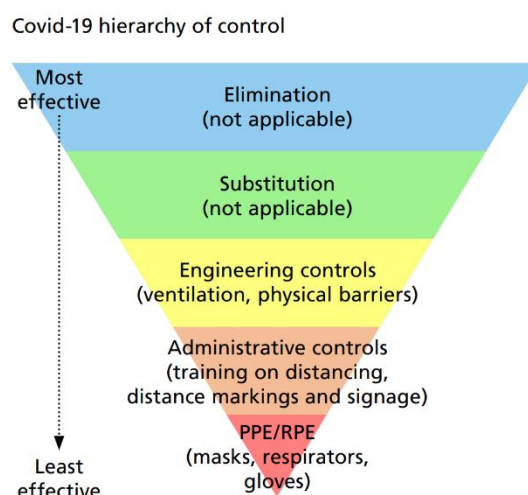 Covid-19 hierarchy of control
Most
effective
Elimination
(not applicable)
Substitution
(not applicable)
Engineering controls
(ventilation, physical barriers)
Administrative controls
(training on distancing,
distance markings and signage)
PPE/RPE
(masks, respirators,
gloves)
Least
effective